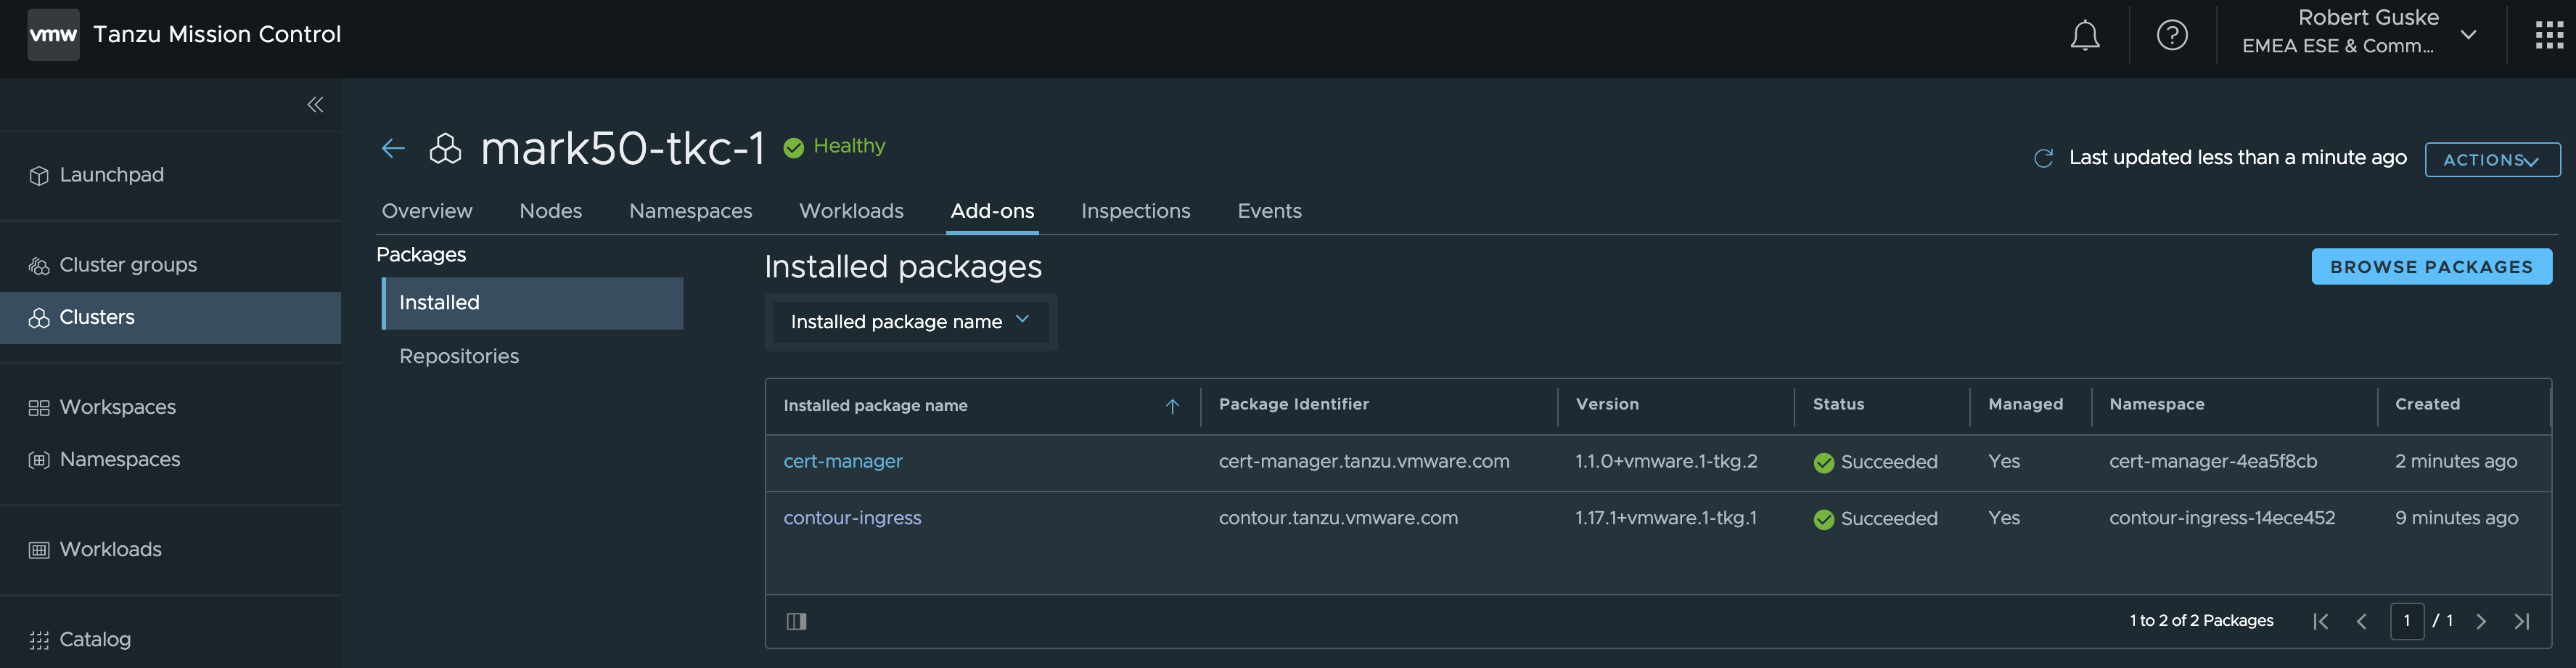 vmw Tanzu Mission Control
Robert Guske
EMEA ESE & Comm...
Launchpad
Cluster groups
Clusters
Workspaces
Namespaces
Workloads
Catalog
mark50-tkc-1 Healthy
Last updated less than a minute ago ACTIONS
Overview Nodes Namespaces Workloads Add-ons Inspections Events
Packages
Installed
Repositories
Installed packages
BROWSE PACKAGES
Installed package name
Installed package name Package Identifier Version Status Managed Namespace Created
cert-manager cert-manager.tanzu.vmware.com 1.1.0+vmware.1-tkg.2 Succeeded Yes cert-manager-4ea5f8cb 2 minutes ago
contour-ingress contour.tanzu.vmware.com 1.17.1+vmware.1-tkg.1 Succeeded Yes contour-ingress-14ece452 9 minutes ago
1 to 2 of 2 Packages 1 / 1